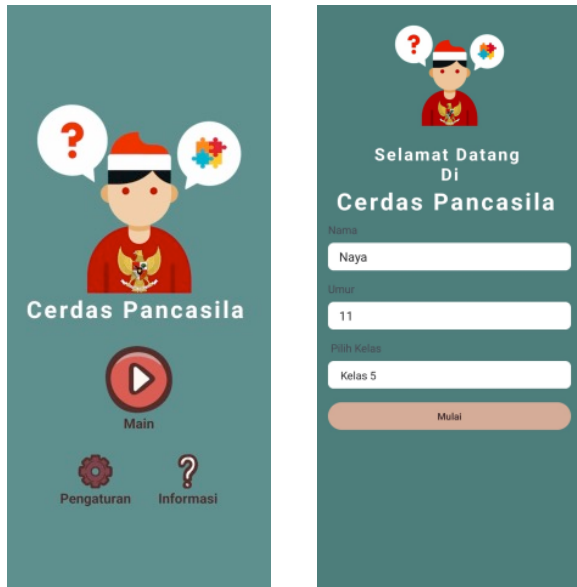 ?
Cerdas Pancasila
Main
Pengaturan
?
Informasi
?
Selamat Datang
Di
Cerdas Pancasila
Nama
Naya
Umur
11
Pilih Kelas
Kelas 5
Mulai